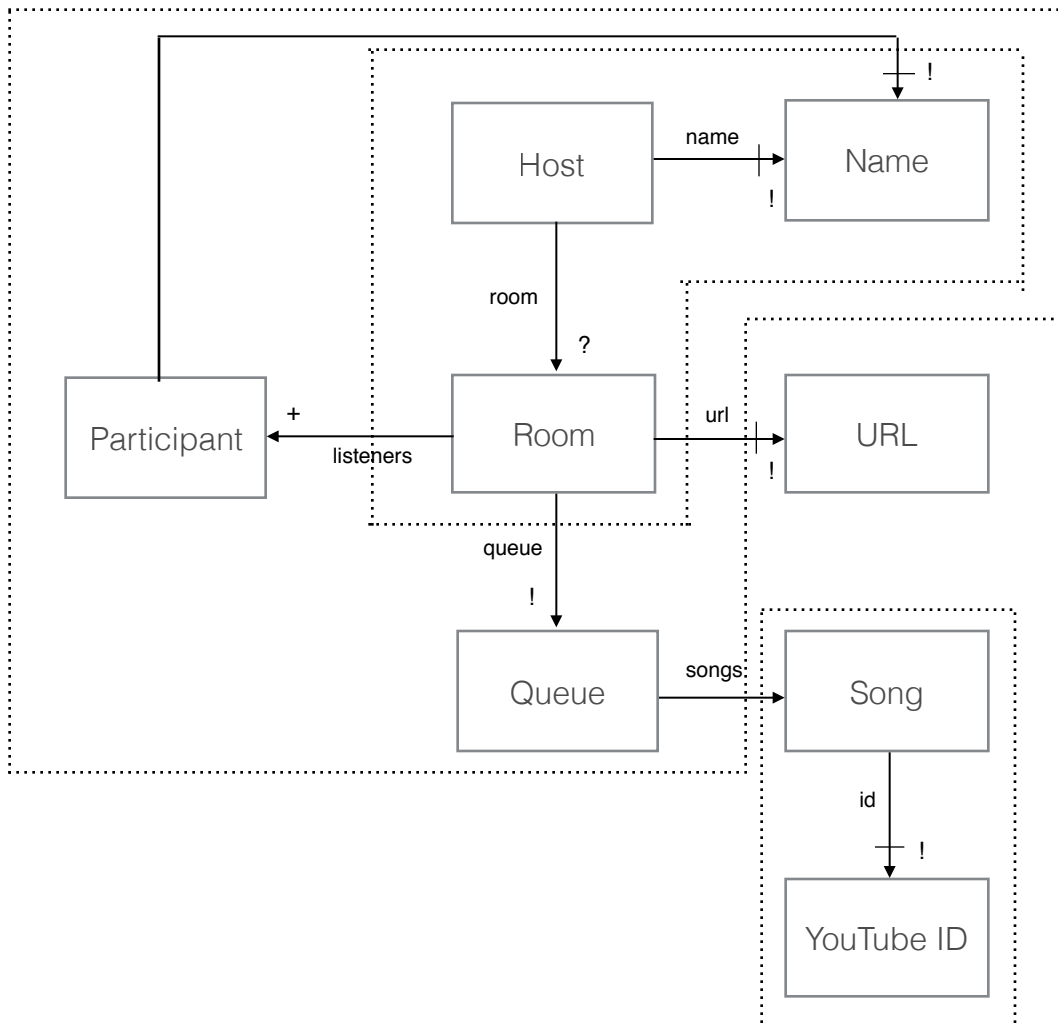 !
Host
name
Name
!
room
?
Participant
+
listeners
Room
url
URL
!
queue
!
Queue
songs
Song
id
!
YouTube ID